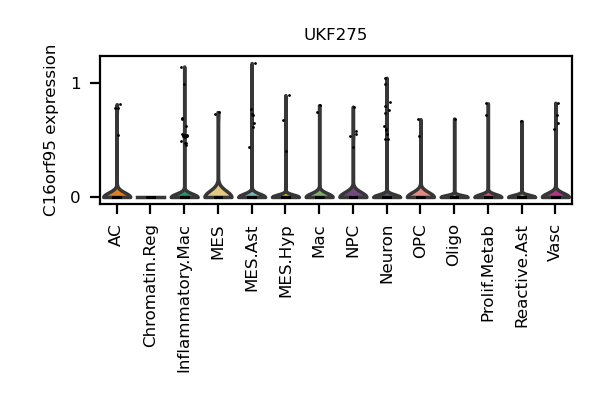 UKF275
C16orf95 expression
1
0
AC
Chromatin.Reg
Inflammatory.Mac
MES
MES.Ast
MES.Hyp
Mac
NPC
Neuron
OPC
Oligo
Prolif.Metab
Reactive.Ast
Vasc